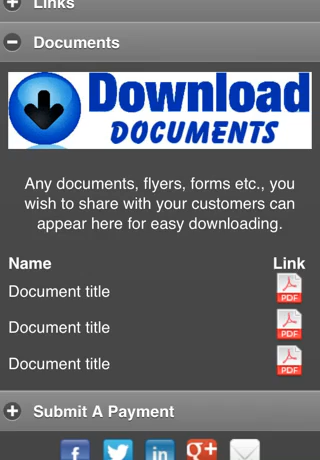 Links
Documents
Download
DOCUMENTS
Any documents, flyers, forms etc., you
wish to share with your customers can
appear here for easy downloading.
Name Link
Document title PDF
Document title PDF
Document title PDF
Submit A Payment
f in g+1